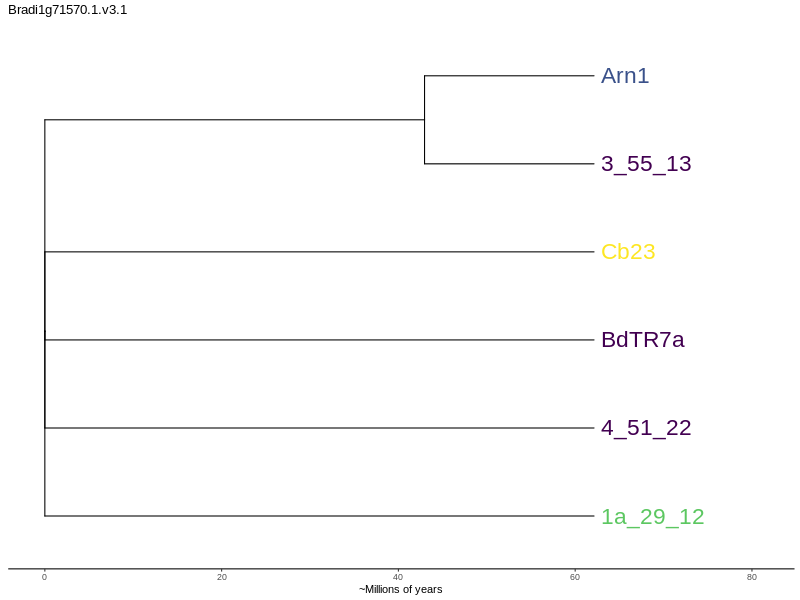 Bradi1g71570.1.v3.1
Arn1
3_55_13
Cb23
BdTR7a
4_51_22
1a_29_12
0 20 40 60 80
~Millions of years